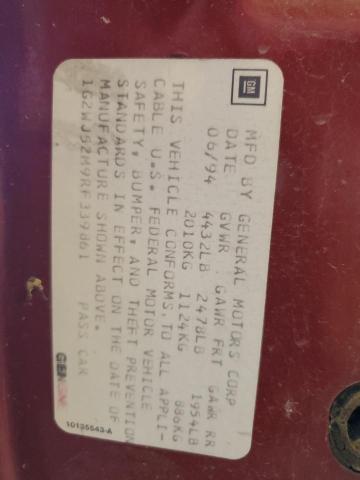 GM
MFD BY GENERAL MOTORS CORP
DATE GVWR GAWR FRT GAWR RR
06/94 4432LB 2478LB 1954LB
2010KG 1124KG 886KG
THIS VEHICLE CONFORMS TO ALL APPLI-
CABLE U.S. FEDERAL MOTOR VEHICLE
SAFETY, BUMPER, AND THEFT PREVENTION
STANDARDS IN EFFECT ON THE DATE OF
MANUFACTURE SHOWN ABOVE.
1G2WJ52M9RF339861 PASS CAR
10135543-A